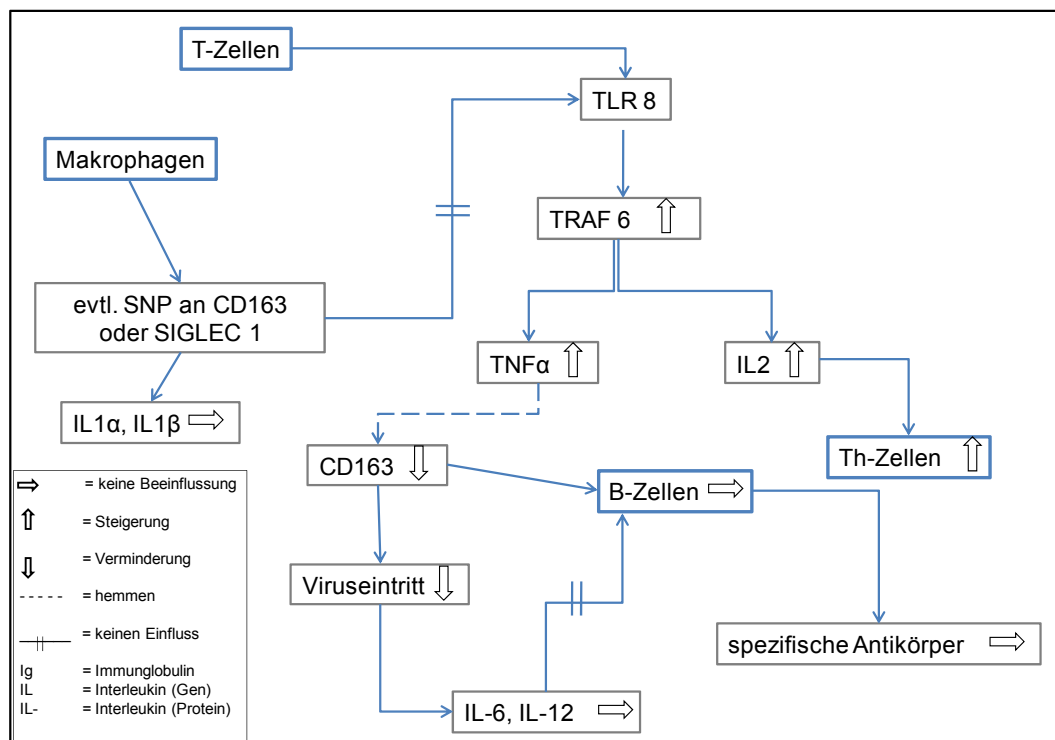 T-Zellen
TLR 8
Makrophagen
TRAF 6
evtl. SNP an CD163
oder SIGLEC 1
TNFα
IL2
IL1α, IL1β
CD163
Th-Zellen
B-Zellen
Viruseintritt
spezifische Antikörper
IL-6, IL-12
= keine Beeinflussung
= Steigerung
= Verminderung
= hemmen
= keinen Einfluss
Ig = Immunglobulin
IL = Interleukin (Gen)
IL- = Interleukin (Protein)